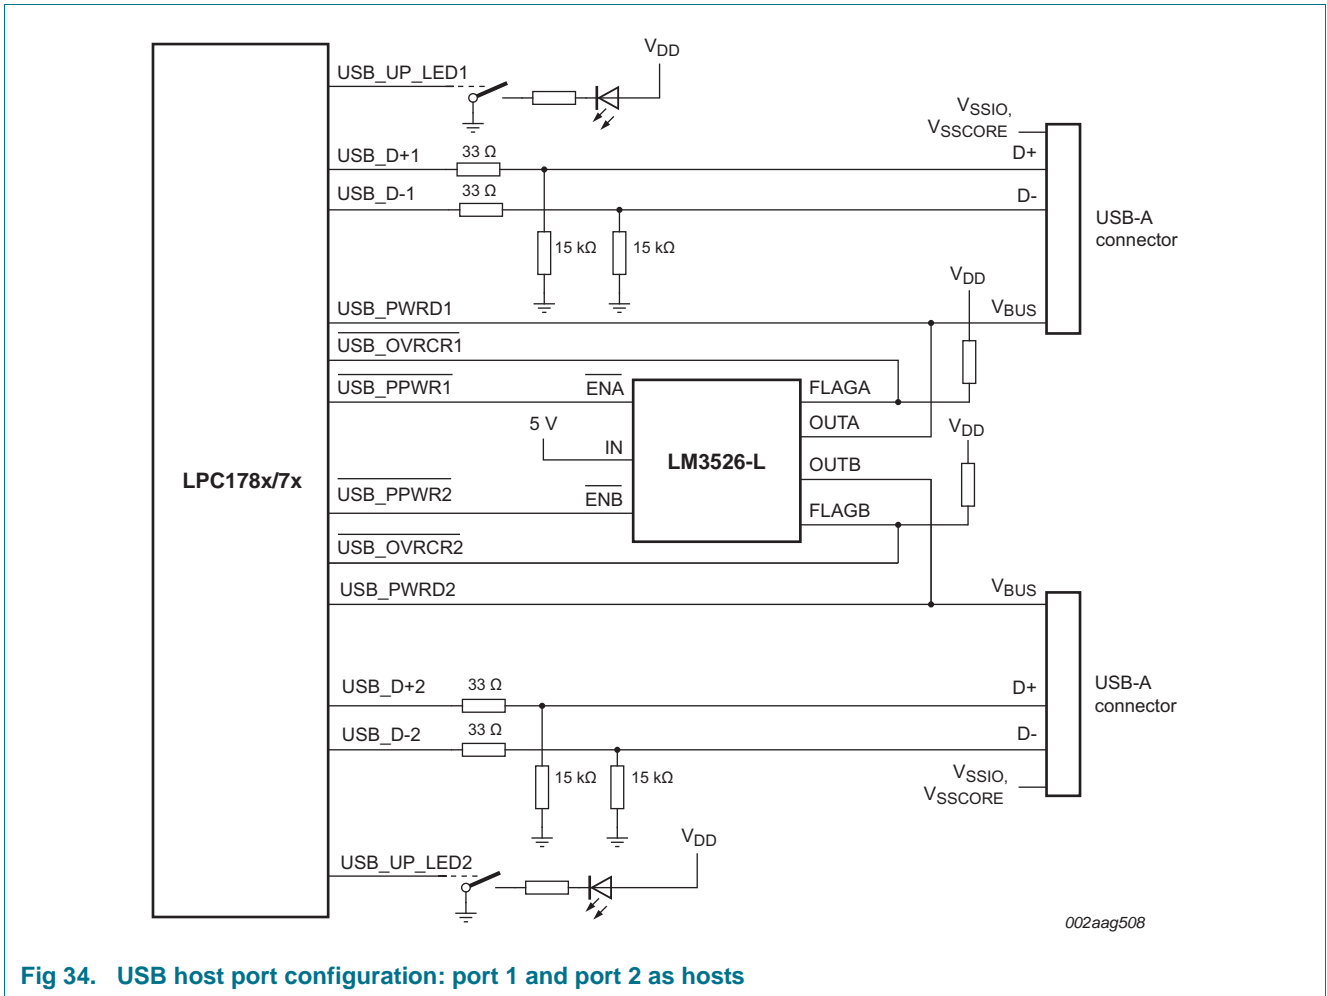 VDD
USB_UP_LED1
VSSIO,
VSSCORE
USB_D+1
33 Ω
D+
USB_D-1
33 Ω
D-
USB-A
connector
15 kΩ
15 kΩ
VDD
USB_PWRD1
VBUS
USB_OVRCR1
USB_PPWR1
ENA
FLAGA
5 V
OUTA
VDD
IN
LM3526-L
LPC178x/7x
OUTB
USB_PPWR2
ENB
FLAGB
USB_OVRCR2
USB_PWRD2
VBUS
USB_D+2
33 Ω
D+
USB-A
connector
USB_D-2
33 Ω
D-
15 kΩ
15 kΩ
VSSIO,
VSSCORE
VDD
USB_UP_LED2
002aag508
Fig 34. USB host port configuration: port 1 and port 2 as hosts